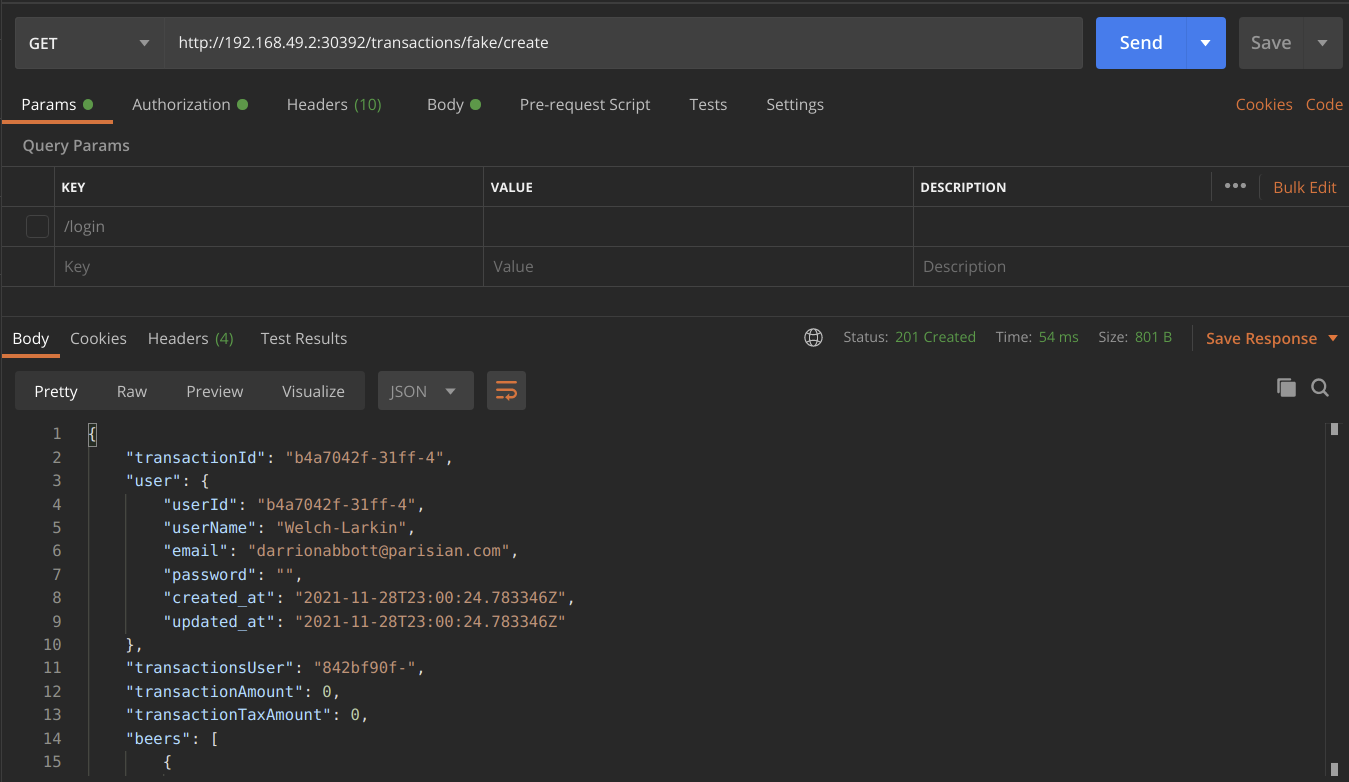 GET http://192.168.49.2:30392/transactions/fake/create Send Save
Params Authorization Headers (10) Body Pre-request Script Tests Settings Cookies Code
Query Params
KEY VALUE DESCRIPTION ••• Bulk Edit
/login
Key Value Description
Body Cookies Headers (4) Test Results Status: 201 Created Time: 54 ms Size: 801 B Save Response
Pretty Raw Preview Visualize JSON
1 {
2 "transactionId": "b4a7042f-31ff-4",
3 "user": {
4 "userId": "b4a7042f-31ff-4",
5 "userName": "Welch-Larkin",
6 "email": "darrionabbott@parisian.com",
7 "password": "",
8 "created_at": "2021-11-28T23:00:24.783346Z",
9 "updated_at": "2021-11-28T23:00:24.783346Z"
10 },
11 "transactionsUser": "842bf90f-",
12 "transactionAmount": 0,
13 "transactionTaxAmount": 0,
14 "beers": [
15 {